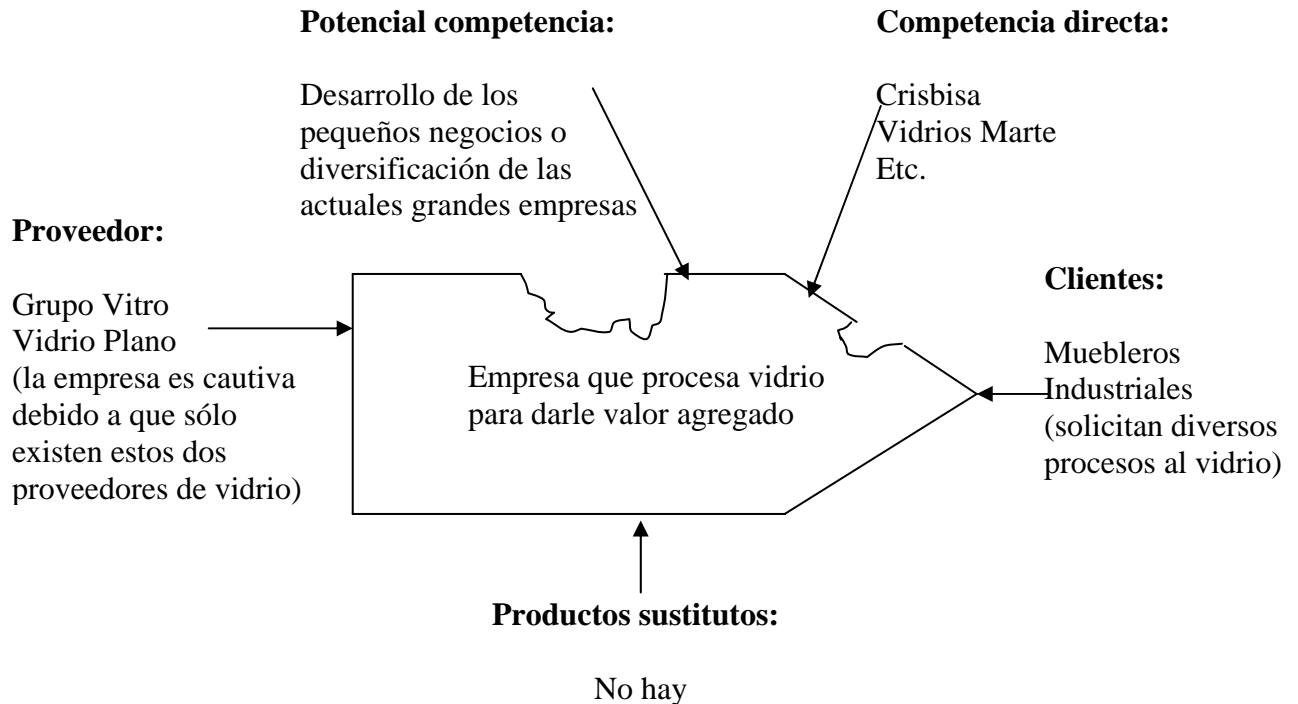 Potencial competencia:
Desarrollo de los
pequeños negocios o
diversificación de las
actuales grandes empresas
Competencia directa:
Crisbisa
Vidrios Marte
Etc.
Proveedor:
Grupo Vitro
Vidrio Plano
(la empresa es cautiva
debido a que sólo
existen estos dos
proveedores de vidrio)
Empresa que procesa vidrio
para darle valor agregado
Clientes:
Muebleros
Industriales
(solicitan diversos
procesos al vidrio)
Productos sustitutos:
No hay